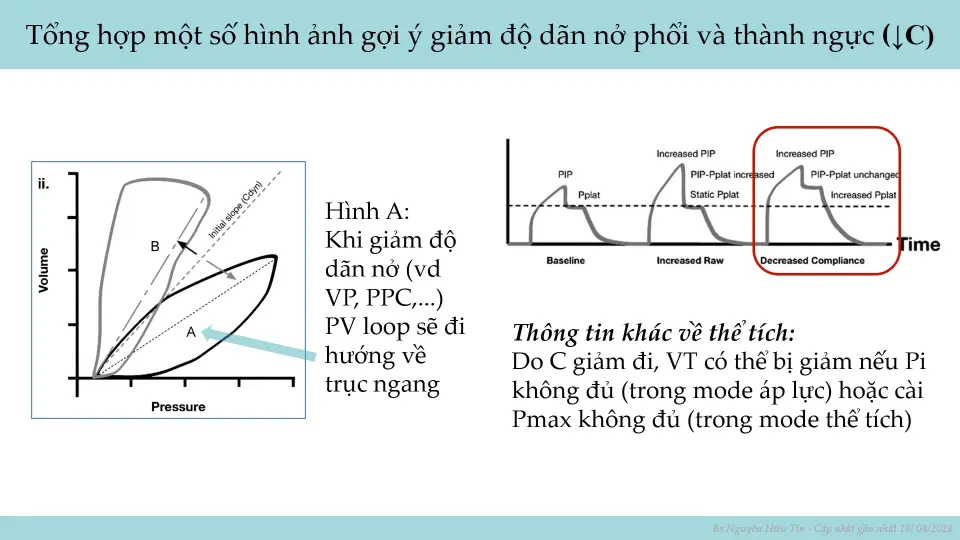 Tổng hợp một số hình ảnh gợi ý giảm độ dãn nở phổi và thành ngực (↓C)
ii.
Volume
Initial slope (Cdyn)
B
A
Pressure
Hình A:
Khi giảm độ
dãn nở (vd
VP, PPC,...)
PV loop sẽ đi
hướng về
trục ngang
PIP
Pplat
Baseline
Increased PIP
PIP-Pplat increased
Static Pplat
Increased Raw
Increased PIP
PIP-Pplat unchanged
Increased Pplat
Decreased Compliance
Time
Thông tin khác về thể tích:
Do C giảm đi, VT có thể bị giảm nếu Pi
không đủ (trong mode áp lực) hoặc cài
Pmax không đủ (trong mode thể tích)
Bs Nguyễn Hữu Tín - Cập nhật gần nhất 18/ 04/2024